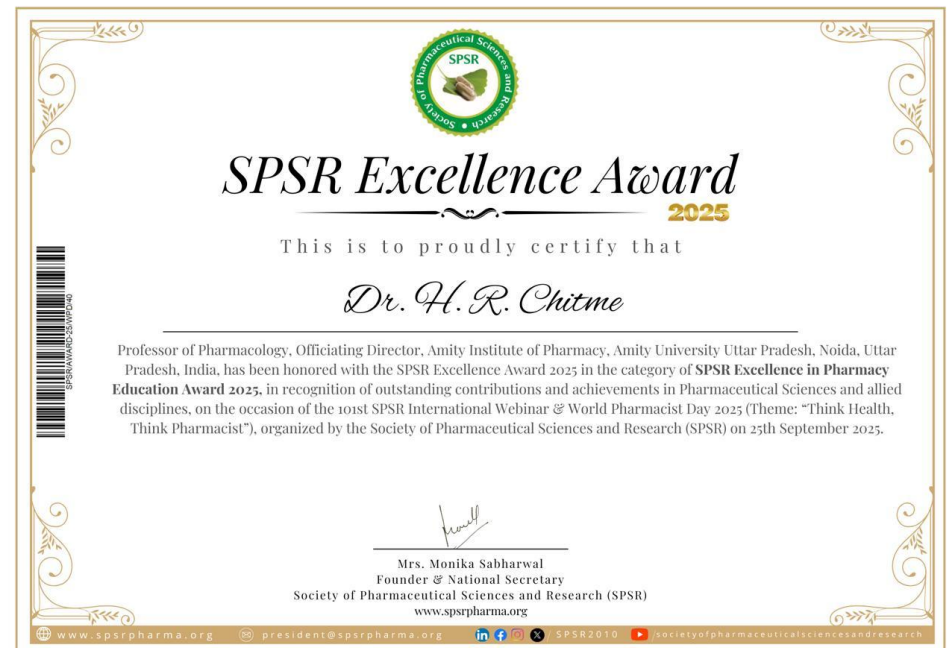 Society of Pharmaceutical Sciences and Research
SPSR
SPSR Excellence Award
2025
This is to proudly certify that
Dr. H. R. Chitme
Professor of Pharmacology, Officiating Director, Amity Institute of Pharmacy, Amity University Uttar Pradesh, Noida, Uttar
Pradesh, India, has been honored with the SPSR Excellence Award 2025 in the category of SPSR Excellence in Pharmacy
Education Award 2025, in recognition of outstanding contributions and achievements in Pharmaceutical Sciences and allied
disciplines, on the occasion of the 101st SPSR International Webinar & World Pharmacist Day 2025 (Theme: “Think Health,
Think Pharmacist”), organized by the Society of Pharmaceutical Sciences and Research (SPSR) on 25th September 2025.
SPSR/AWARD-25/WPD/40
Mrs. Monika Sabharwal
Founder & National Secretary
Society of Pharmaceutical Sciences and Research (SPSR)
www.spsrpharma.org
www.spsrpharma.org president@spsrpharma.org / SPSR2010 /societyofpharmaceuticalsciencesandresearch